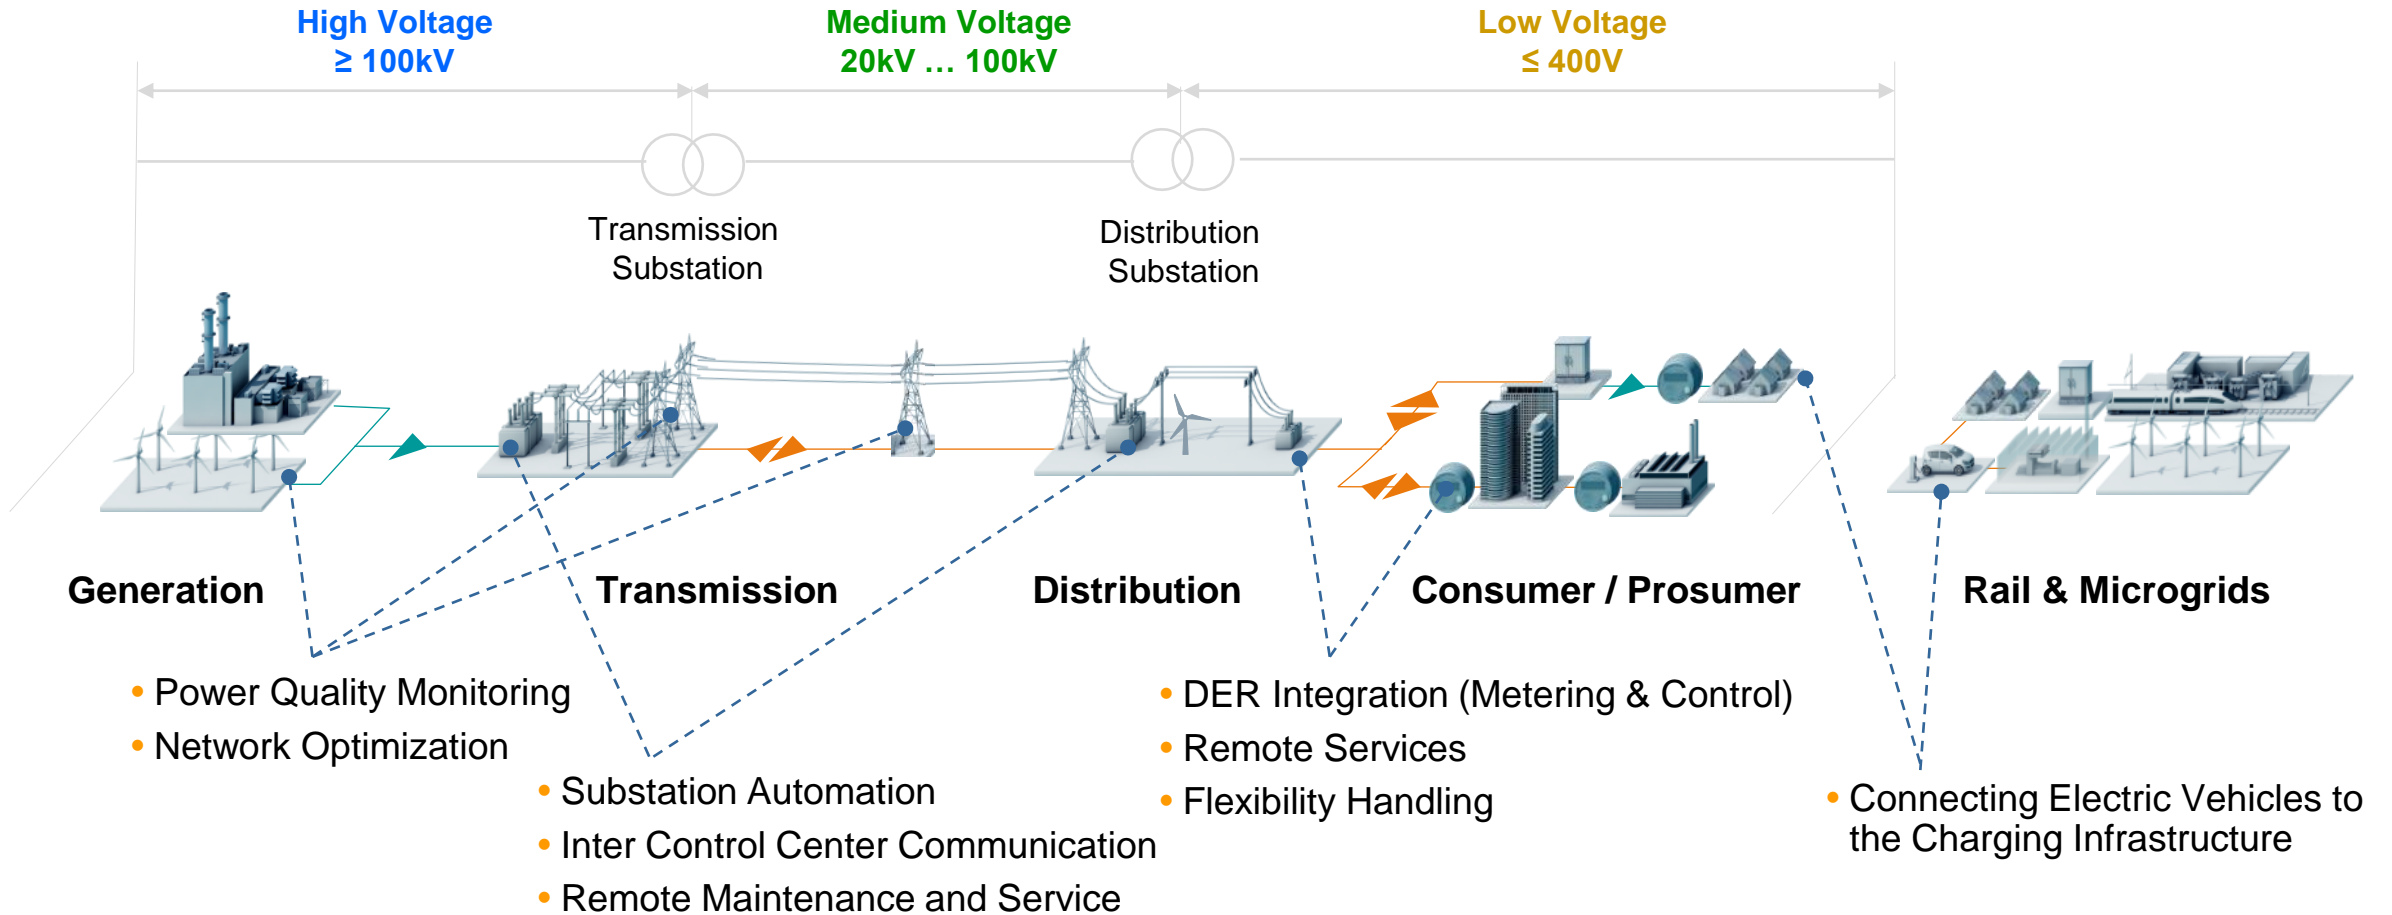 High Voltage
≥ 100kV
Medium Voltage
20kV … 100kV
Low Voltage
≤ 400V
Transmission
Substation
Distribution
Substation
Generation
Transmission
Distribution
Consumer / Prosumer
Rail & Microgrids
• Power Quality Monitoring
• Network Optimization
• Substation Automation
• Inter Control Center Communication
• Remote Maintenance and Service
• DER Integration (Metering & Control)
• Remote Services
• Flexibility Handling
• Connecting Electric Vehicles to
the Charging Infrastructure